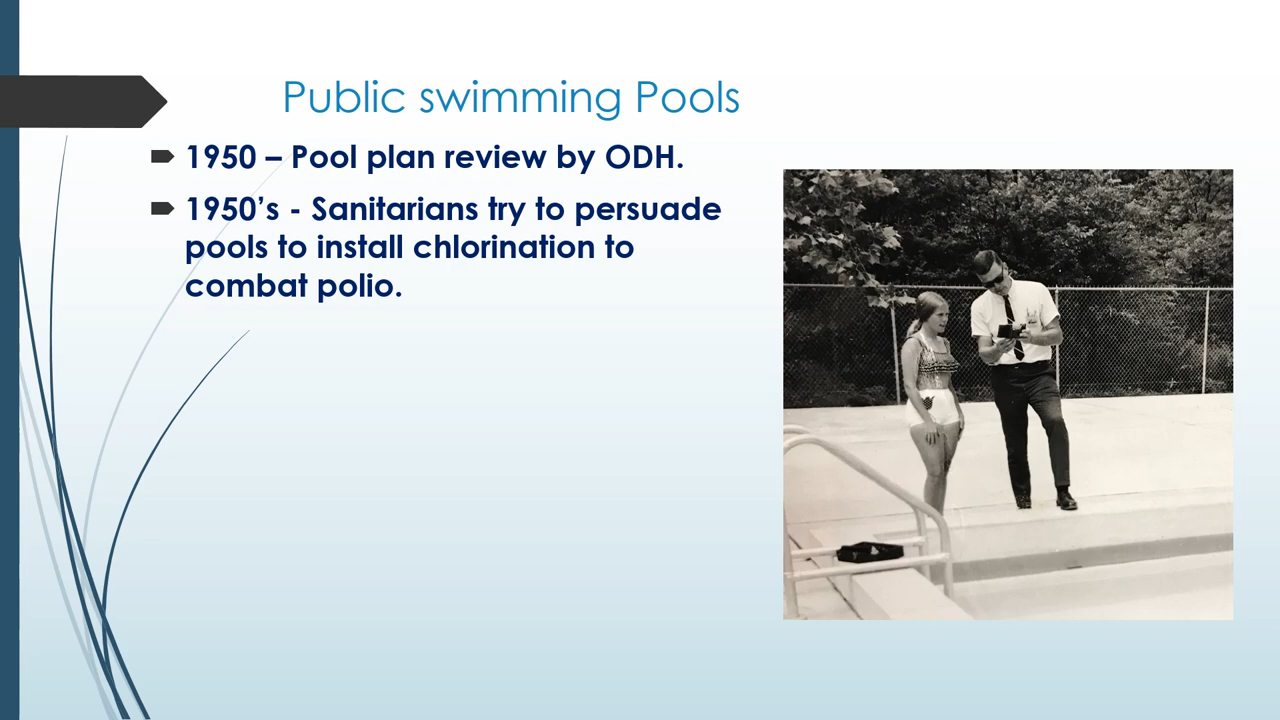 Public swimming Pools
1950 – Pool plan review by ODH.
1950’s - Sanitarians try to persuade
pools to install chlorination to
combat polio.